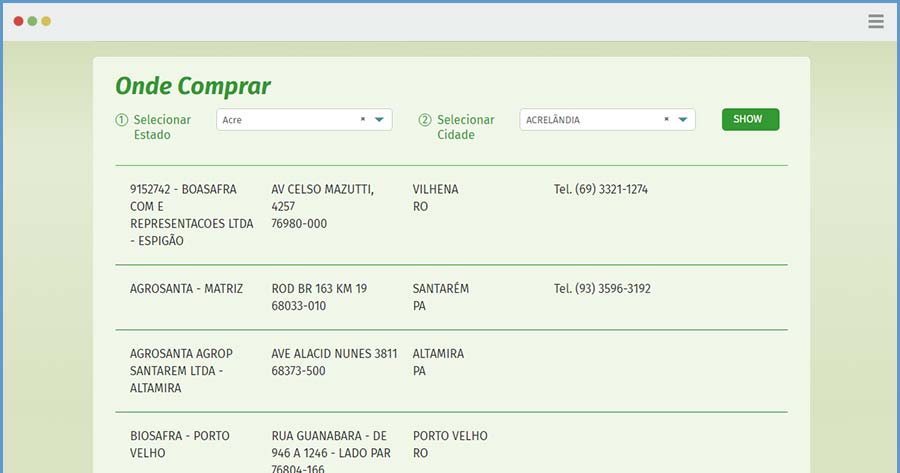 Onde Comprar
① Selecionar Estado
Acre × 
② Selecionar Cidade
ACRELÂNDIA ×
SHOW
9152742 - BOASAFRA
COM E
REPRESENTACOES LTDA
- ESPIGÃO
AV CELSO MAZUTTI,
4257
76980-000
VILHENA
RO
Tel. (69) 3321-1274
AGROSANTA - MATRIZ
ROD BR 163 KM 19
68033-010
SANTARÉM
PA
Tel. (93) 3596-3192
AGROSANTA AGROP
SANTAREM LTDA -
ALTAMIRA
AVE ALACID NUNES 3811
68373-500
ALTAMIRA
PA
BIOSAFRA - PORTO
VELHO
RUA GUANABARA - DE
946 A 1246 - LADO PAR
76804-166
PORTO VELHO
RO